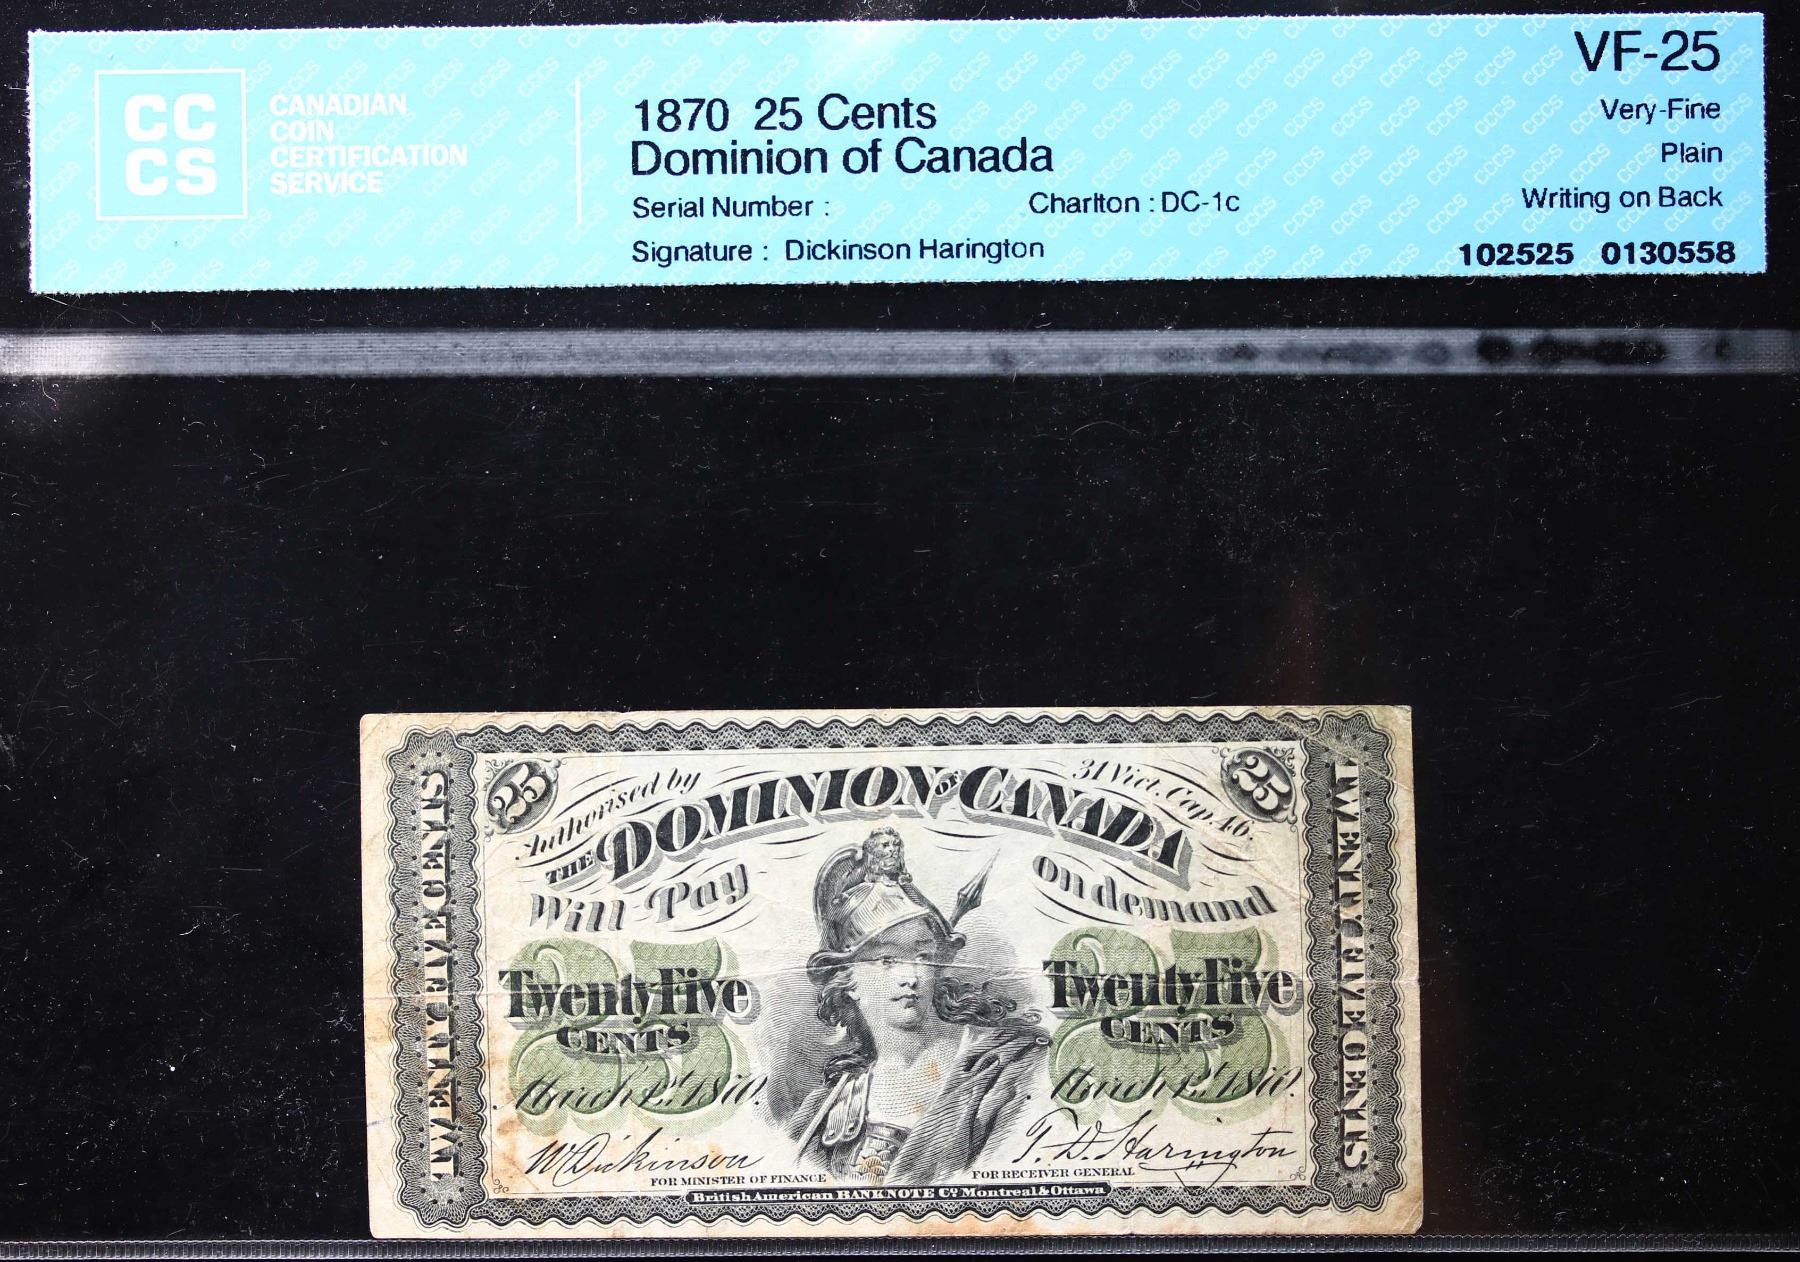 CC
CS
CANADIAN
COIN
CERTIFICATION
SERVICE
1870 25 Cents
Dominion of Canada
Serial Number :
Charlton : DC-1c
Signature : Dickinson Harington
VF-25
Very-Fine
Plain
Writing on Back
102525 0130558
25
25
Authorised by
31 Vict. Cap. 46.
THE DOMINION OF CANADA
Will Pay
on demand
TWENTY FIVE CENTS
TWENTY FIVE CENTS
25
Twenty Five
CENTS
25
Twenty Five
CENTS
March 1st 1870.
March 1st 1870.
W Dickinson
FOR MINISTER OF FINANCE
T. D. Harington
FOR RECEIVER GENERAL
British American BANK NOTE Co. Montreal & Ottawa